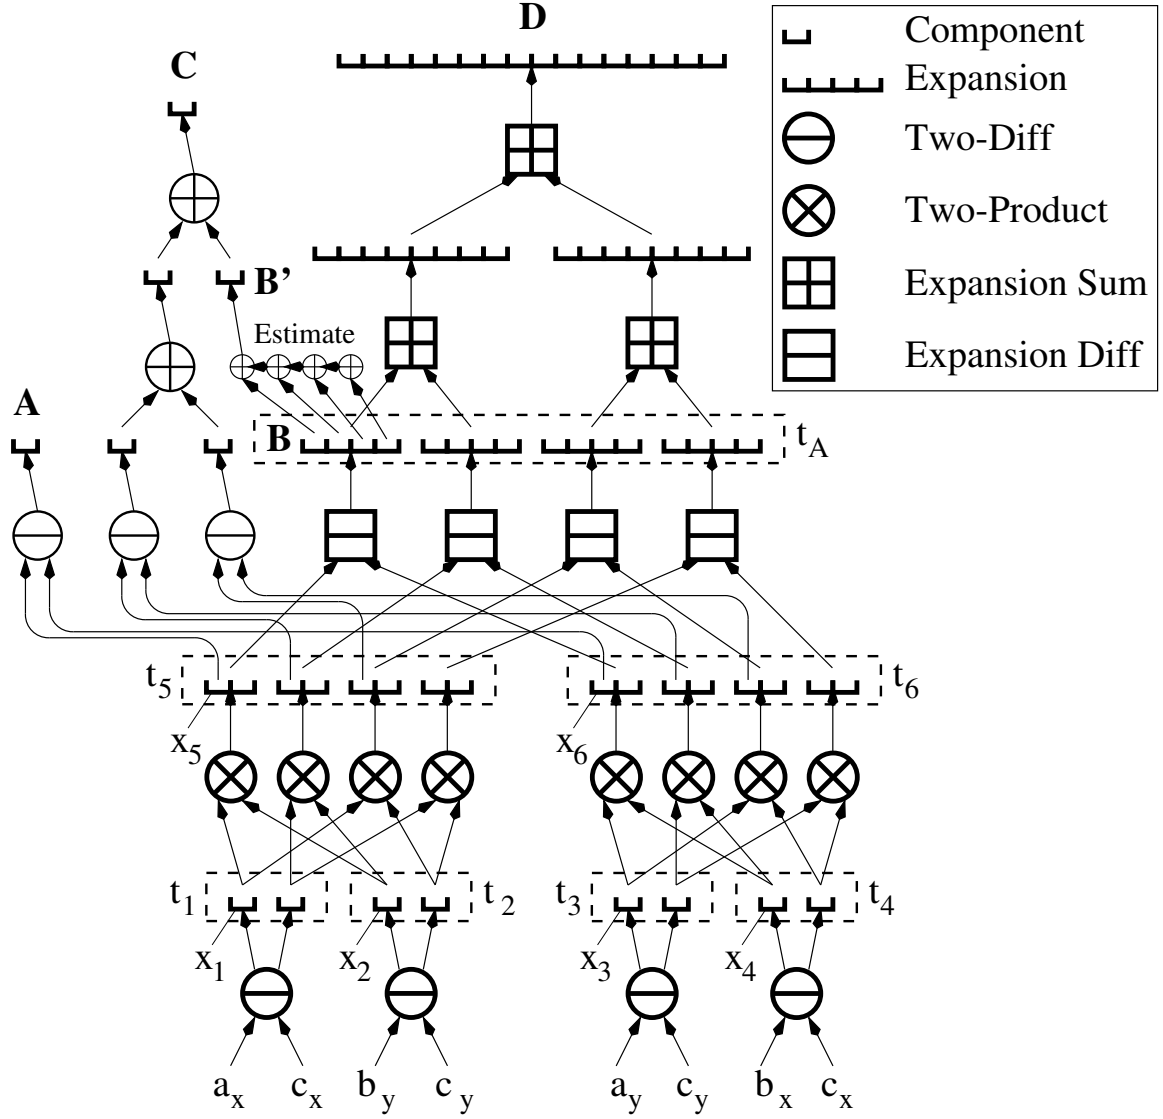 D
C
Component
Expansion
Two-Diff
Two-Product
Expansion Sum
Expansion Diff
B'
Estimate
A
B
t_A
t_5
t_6
x_5
x_6
t_1
t_2
t_3
t_4
x_1
x_2
x_3
x_4
a_x c_x b_y c_y a_y c_y b_x c_x